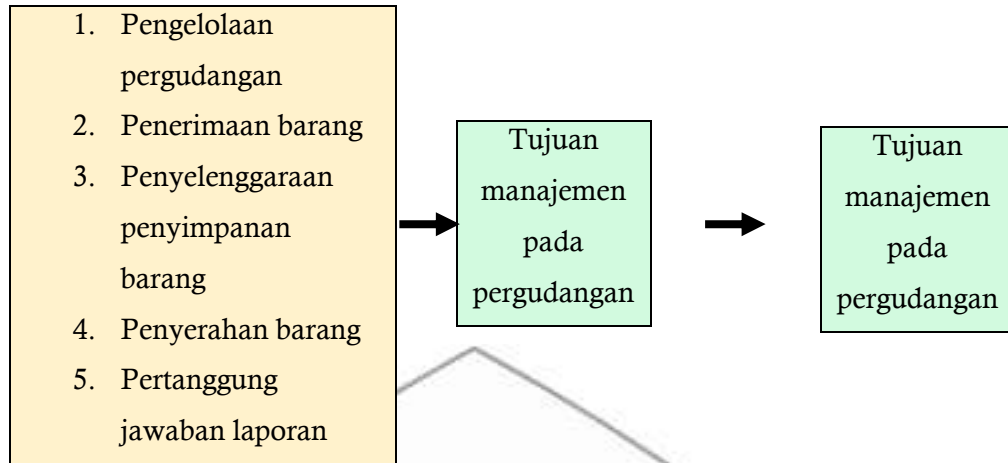 1. Pengelolaan
pergudangan
2. Penerimaan barang
3. Penyelenggaraan
penyimpanan
barang
4. Penyerahan barang
5. Pertanggung
jawaban laporan
Tujuan
manajemen
pada
pergudangan
Tujuan
manajemen
pada
pergudangan